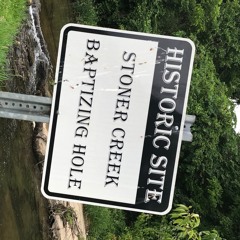 HISTORIC SITE
STONER CREEK
BAPTIZING HOLE